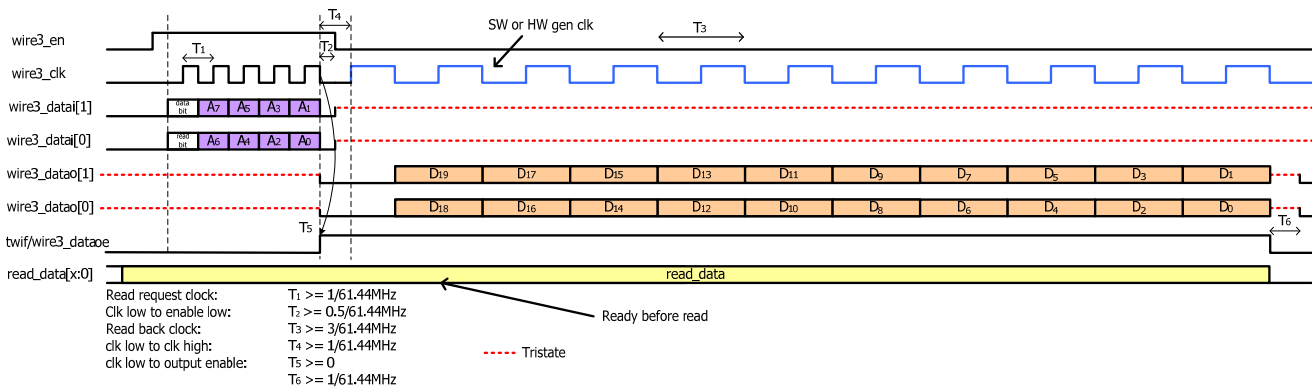 T4
SW or HW gen clk
wire3_en
T1
T2
T3
wire3_clk
wire3_datai[1] data bit A7 A5 A3 A1
wire3_datai[0] read bit A6 A4 A2 A0
wire3_datao[1] D19 D17 D15 D13 D11 D9 D7 D5 D3 D1
wire3_datao[0] D18 D16 D14 D12 D10 D8 D6 D4 D2 D0
T5
T6
twif/wire3_dataoe
read_data[x:0] read_data
Read request clock: T1 >= 1/61.44MHz
Clk low to enable low: T2 >= 0.5/61.44MHz
Read back clock: T3 >= 3/61.44MHz
clk low to clk high: T4 >= 1/61.44MHz
clk low to output enable: T5 >= 0
T6 >= 1/61.44MHz
Ready before read
Tristate